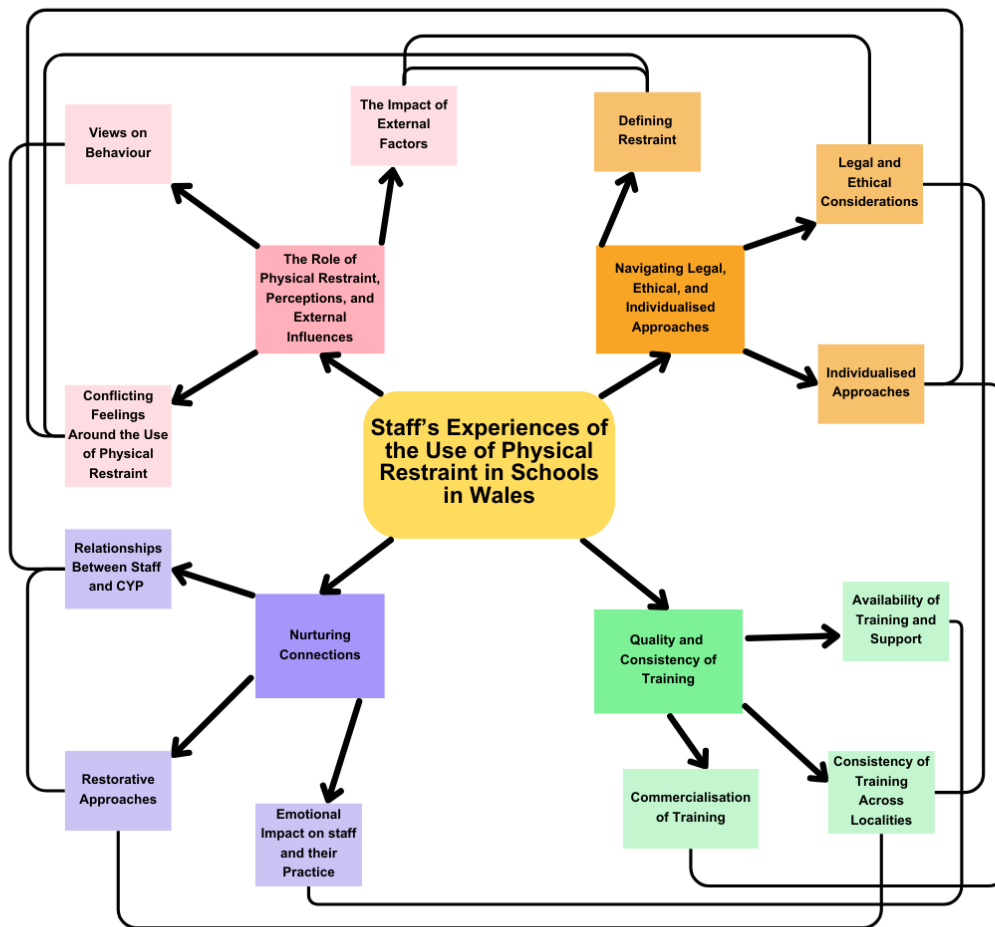 The Impact of
External
Factors
Views on
Behaviour
Defining
Restraint
Legal and
Ethical
Considerations
The Role of
Physical Restraint,
Perceptions, and
External
Influences
Navigating Legal,
Ethical, and
Individualised
Approaches
Individualised
Approaches
Conflicting
Feelings
Around the Use
of Physical
Restraint
Staff's Experiences of
the Use of Physical
Restraint in Schools
in Wales
Relationships
Between Staff
and CYP
Nurturing
Connections
Quality and
Consistency of
Training
Availability of
Training and
Support
Restorative
Approaches
Emotional
Impact on staff
and their
Practice
Commercialisation
of Training
Consistency of
Training
Across
Localities